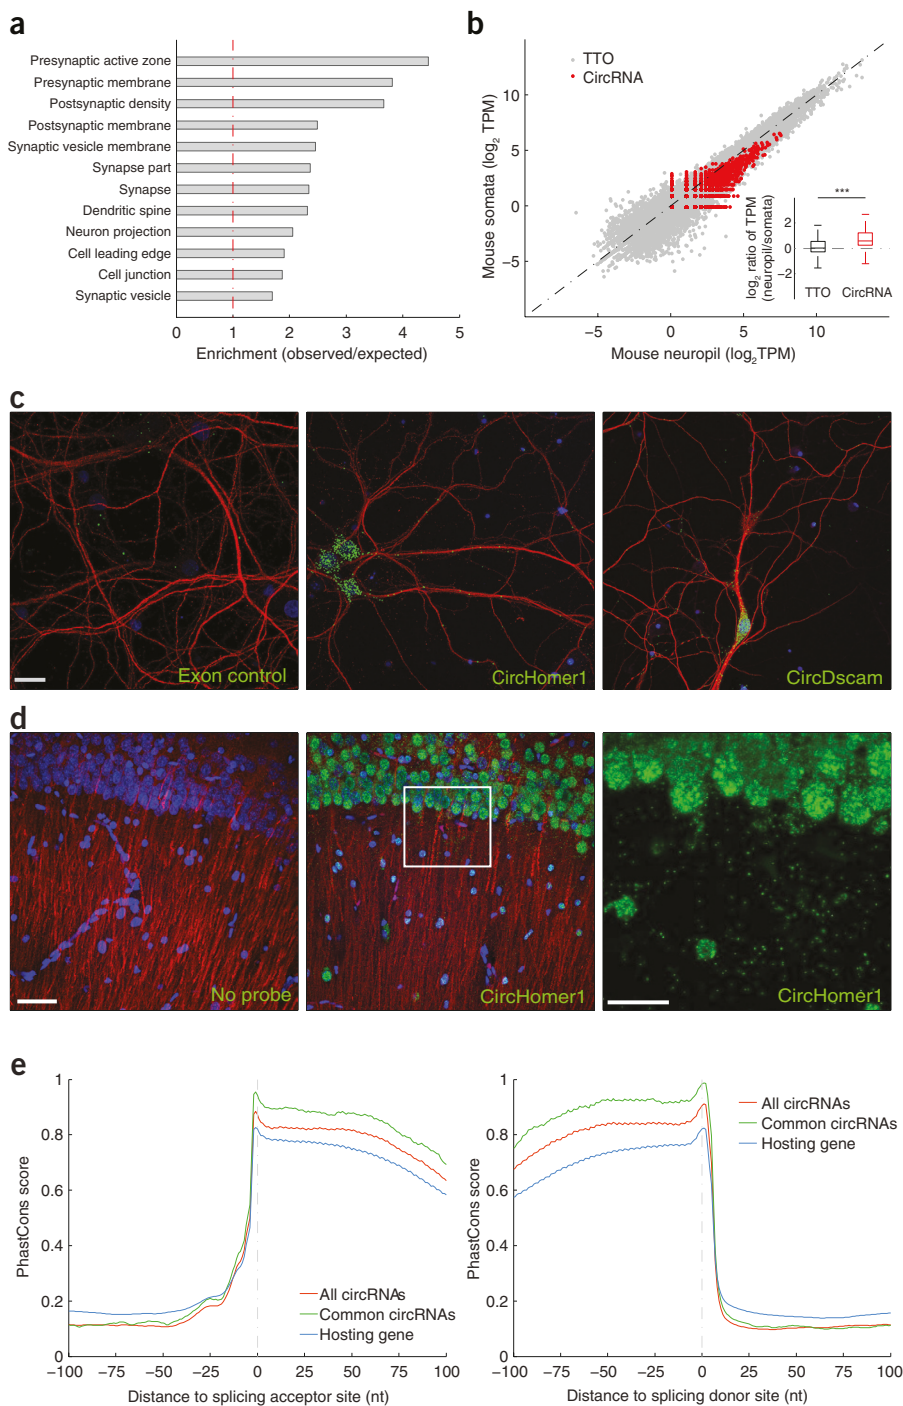 a
Presynaptic active zone
Presynaptic membrane
Postsynaptic density
Postsynaptic membrane
Synaptic vesicle membrane
Synapse part
Synapse
Dendritic spine
Neuron projection
Cell leading edge
Cell junction
Synaptic vesicle
0 1 2 3 4 5
Enrichment (observed/expected)
b
TTO
CircRNA
10
5
0
−5
Mouse somata (log2 TPM)
−5 0 5 10
Mouse neuropil (log2TPM)
***
2
0
−2
log2 ratio of TPM
(neuropil/somata)
TTO CircRNA
c
Exon control
CircHomer1
CircDscam
d
No probe
CircHomer1
CircHomer1
e
1
0.8
0.6
0.4
0.2
0
PhastCons score
All circRNAs
Common circRNAs
Hosting gene
−100 −75 −50 −25 0 25 50 75 100
Distance to splicing acceptor site (nt)
1
0.8
0.6
0.4
0.2
0
PhastCons score
All circRNAs
Common circRNAs
Hosting gene
−100 −75 −50 −25 0 25 50 75 100
Distance to splicing donor site (nt)